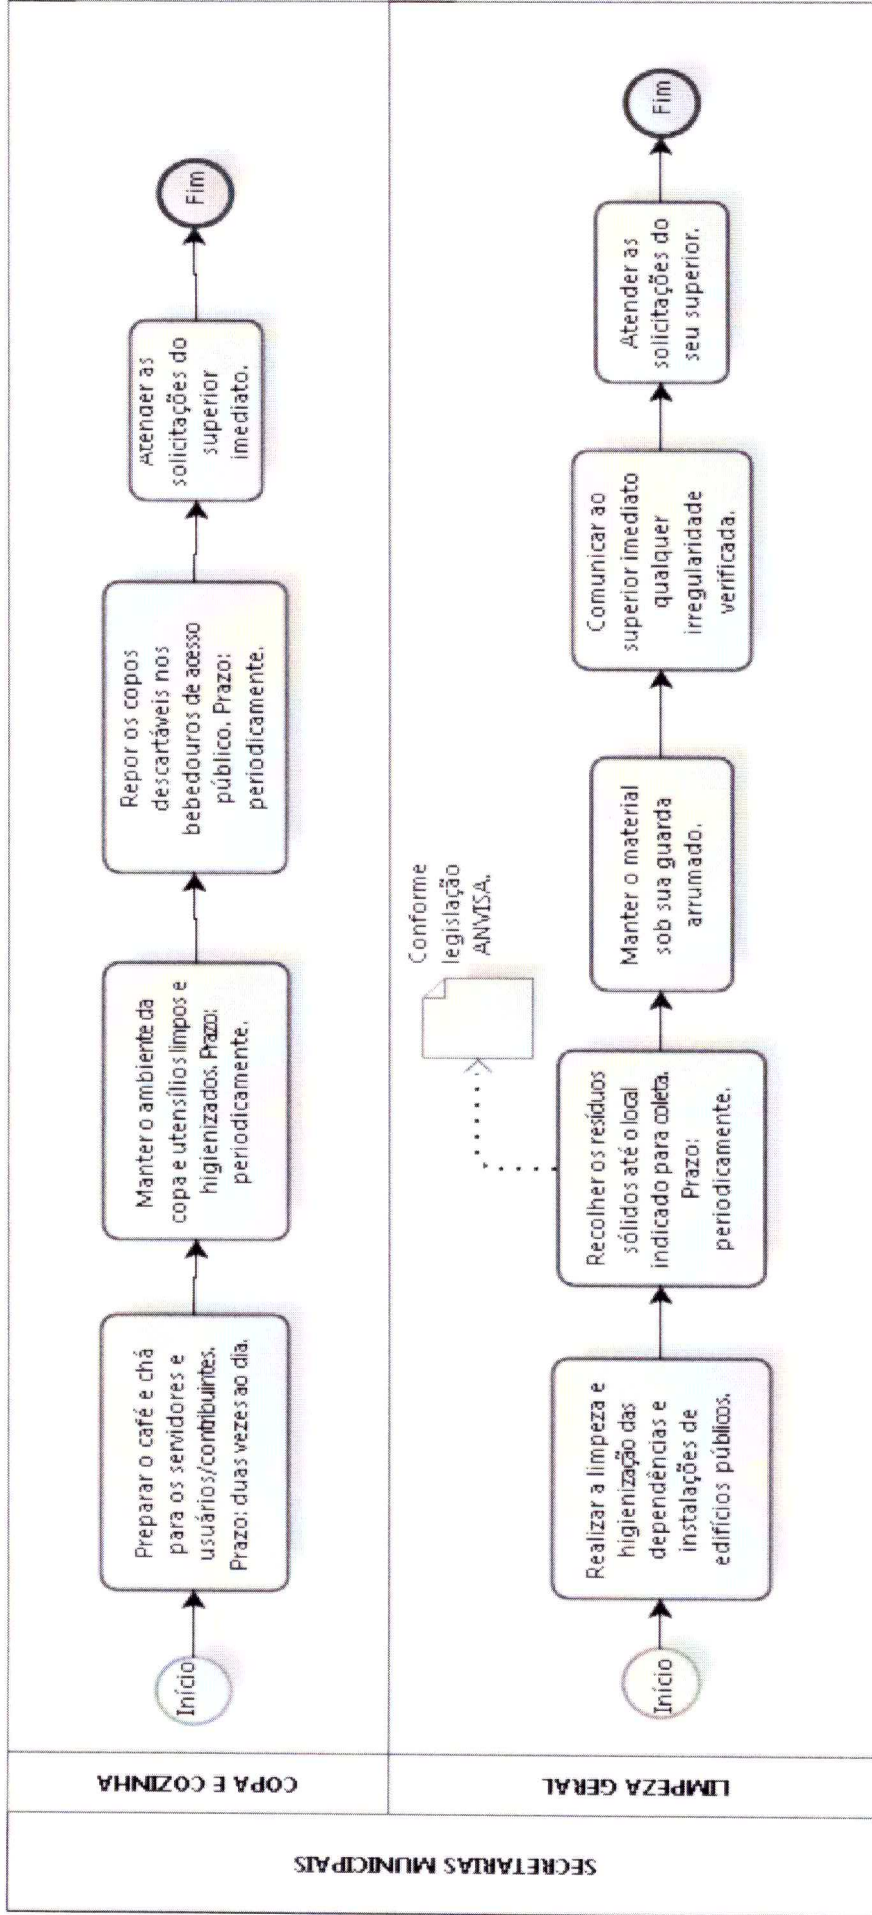 SECRETARIAS MUNICIPAIS
COPA E COZINHA
Início
Preparar o café e chá
para os servidores e
usuários/contribuintes.
Prazo: duas vezes ao dia.
Manter o ambiente da
copa e utensílios limpos e
higienizados. Prazo:
periodicamente.
Repor os copos
descartáveis nos
bebedouros de acesso
público. Prazo:
periodicamente.
Atender as
solicitações do
superior
imediato.
Fim
LIMPEZA GERAL
Início
Realizar a limpeza e
higienização das
dependências e
instalações de
edifícios públicos.
Recolher os resíduos
sólidos até o local
indicado para coleta.
Prazo:
periodicamente.
Conforme
legislação
ANVISA.
Manter o material
sob sua guarda
arrumado.
Comunicar ao
superior imediato
qualquer
irregularidade
verificada.
Atender as
solicitações do
seu superior.
Fim